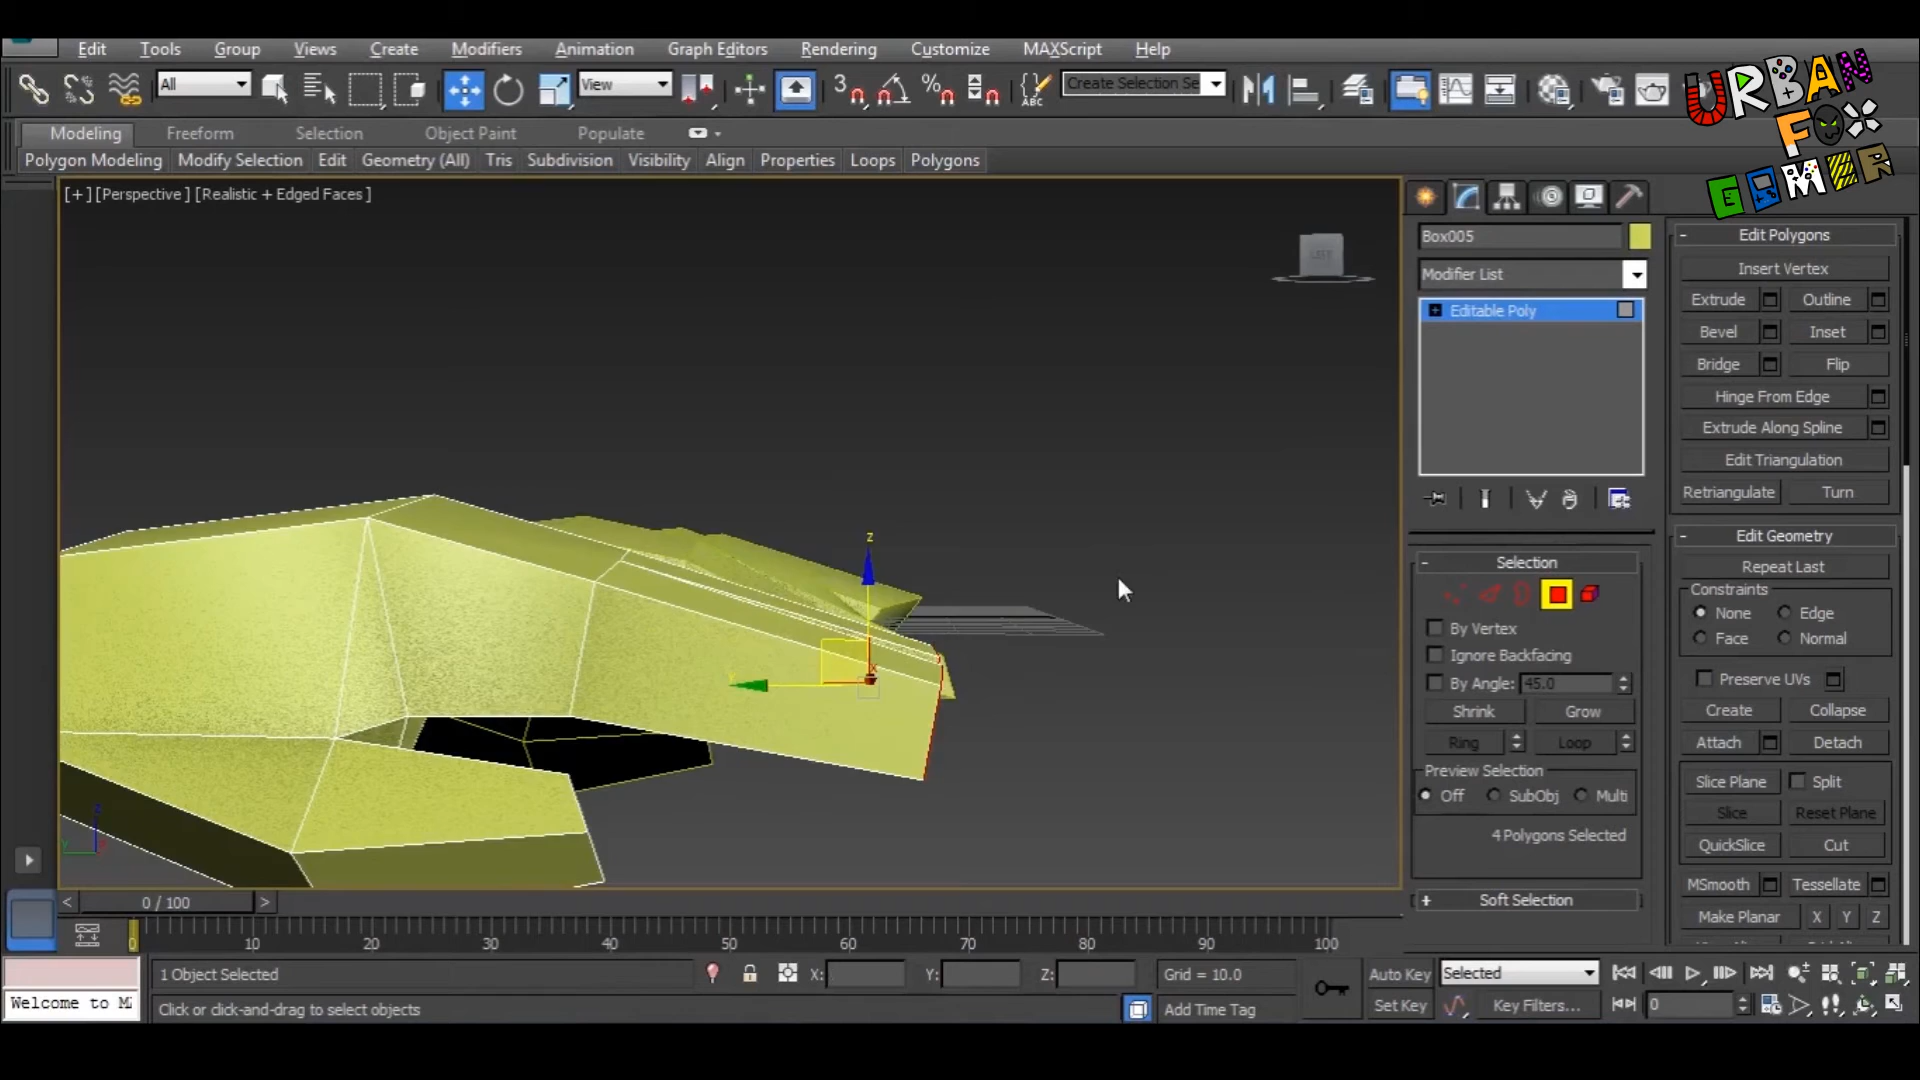 Edit Tools Group Views Create Modifiers Animation Graph Editors Rendering Customize MAXScript Help
All View 3 % ABC Create Selection Se
URBAN
FOX
GAMER
Modeling Freeform Selection Object Paint Populate
Polygon Modeling Modify Selection Edit Geometry (All) Tris Subdivision Visibility Align Properties Loops Polygons
[+] [Perspective ] [Realistic + Edged Faces ]
LEFT
z
x
Box005
Modifier List
Editable Poly
Selection
By Vertex
Ignore Backfacing
By Angle: 45.0
Shrink Grow
Ring Loop
Preview Selection
Off SubObj Multi
4 Polygons Selected
Soft Selection
Edit Polygons
Insert Vertex
Extrude Outline
Bevel Inset
Bridge Flip
Hinge From Edge
Extrude Along Spline
Edit Triangulation
Retriangulate Turn
Edit Geometry
Repeat Last
Constraints
None Edge
Face Normal
Preserve UVs
Create Collapse
Attach Detach
Slice Plane Split
Slice Reset Plane
QuickSlice Cut
MSmooth Tessellate
Make Planar X Y Z
< 0 / 100 >
0 10 20 30 40 50 60 70 80 90 100
1 Object Selected X: Y: Z: Grid = 10.0 Auto Key Selected
Welcome to M
Click or click-and-drag to select objects Add Time Tag Set Key Key Filters... 0